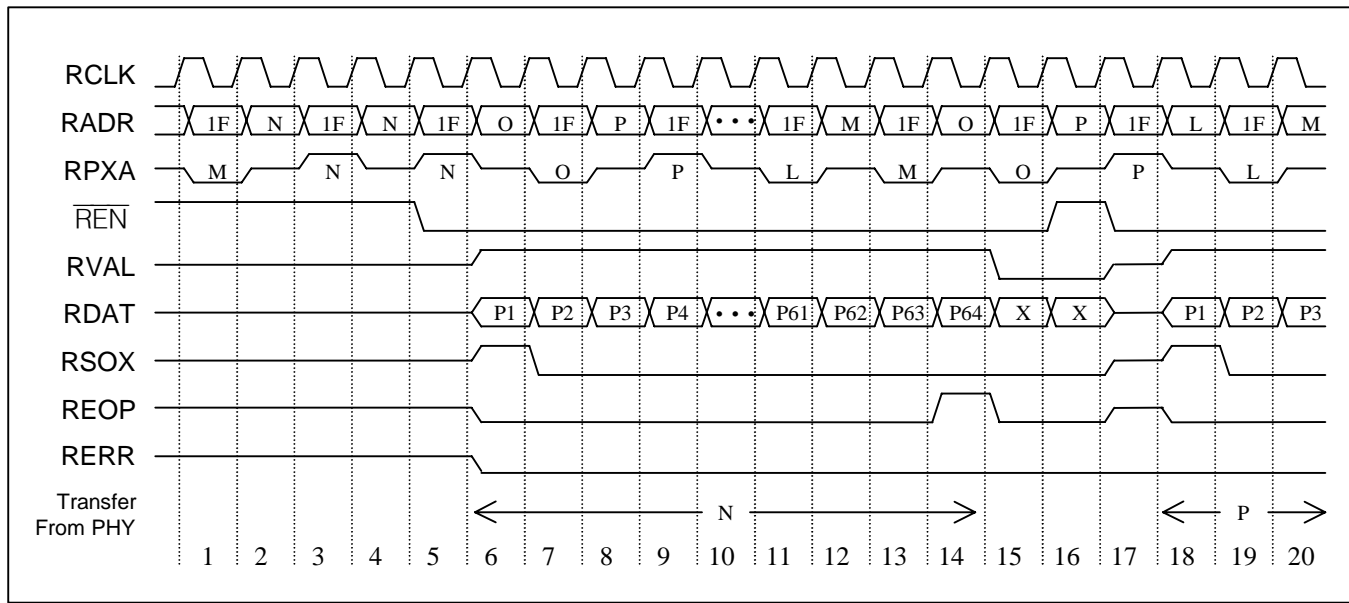 RCLK
RADR 1F N 1F N 1F O 1F P 1F • • • 1F M 1F O 1F P 1F L 1F M
RPXA M N N O P L M O P L
REN
RVAL
RDAT P1 P2 P3 P4 • • • P61 P62 P63 P64 X X P1 P2 P3
RSOX
REOP
RERR
Transfer
From PHY
N P
1 2 3 4 5 6 7 8 9 10 11 12 13 14 15 16 17 18 19 20